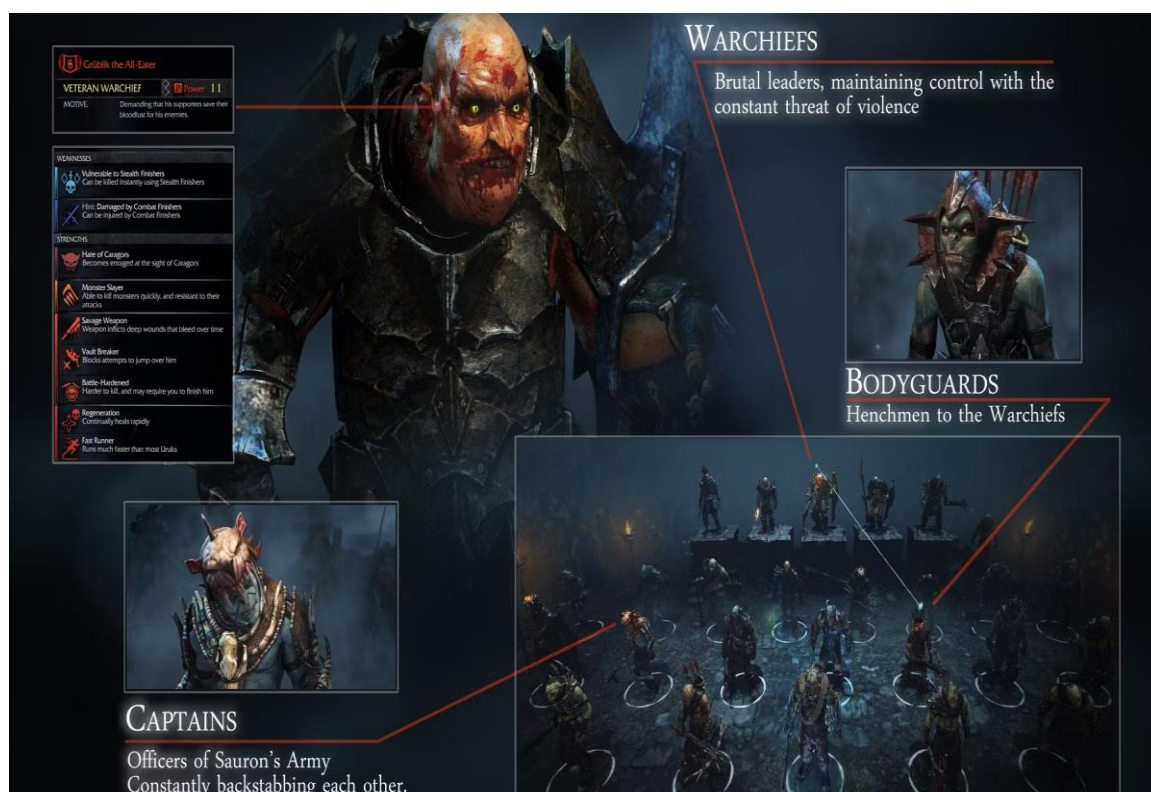 Grŭblik the All-Eater
VETERAN WARCHIEF Power 11
MOTIVE: Demanding that his supporters save their
bloodlust for his enemies.
WEAKNESSES
Vulnerable to Stealth Finishers
Can be killed instantly using Stealth Finishers
Hint: Damaged by Combat Finishers
Can be injured by Combat Finishers
STRENGTHS
Hate of Caragors
Becomes enraged at the sight of Caragors
Monster Slayer
Able to kill monsters quickly, and resistant to their
attacks
Savage Weapon
Weapon inflicts deep wounds that bleed over time
Vault Breaker
Blocks attempts to jump over him
Battle-Hardened
Harder to kill, and may require you to finish him
Regeneration
Continually heals rapidly
Fast Runner
Runs much faster than most Uruks
WARCHIEFS
Brutal leaders, maintaining control with the
constant threat of violence
BODYGUARDS
Henchmen to the Warchiefs
CAPTAINS
Officers of Sauron's Army
Constantly backstabbing each other.